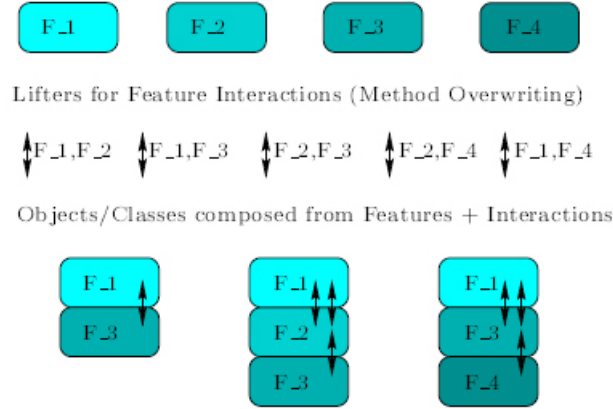 F_1 F_2 F_3 F_4
Lifters for Feature Interactions (Method Overwriting)
F_1,F_2 F_1,F_3 F_2,F_3 F_2,F_4 F_1,F_4
Objects/Classes composed from Features + Interactions
F_1 F_1 F_1
F_3 F_2 F_3
F_3 F_4